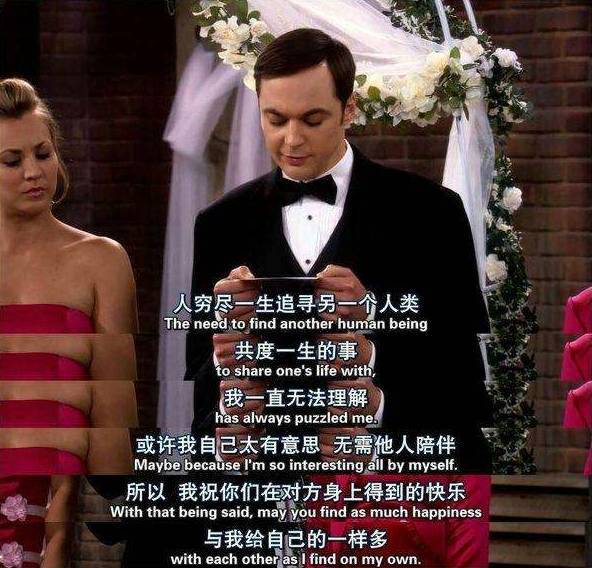 人穷尽一生追寻另一个人类
The need to find another human being
共度一生的事
to share one's life with,
我一直无法理解
has always puzzled me.
或许我自己太有意思 无需他人陪伴
Maybe because I'm so interesting all by myself.
所以 我祝你们在对方身上得到的快乐
With that being said, may you find as much happiness
与我给自己的一样多
with each other as I find on my own.